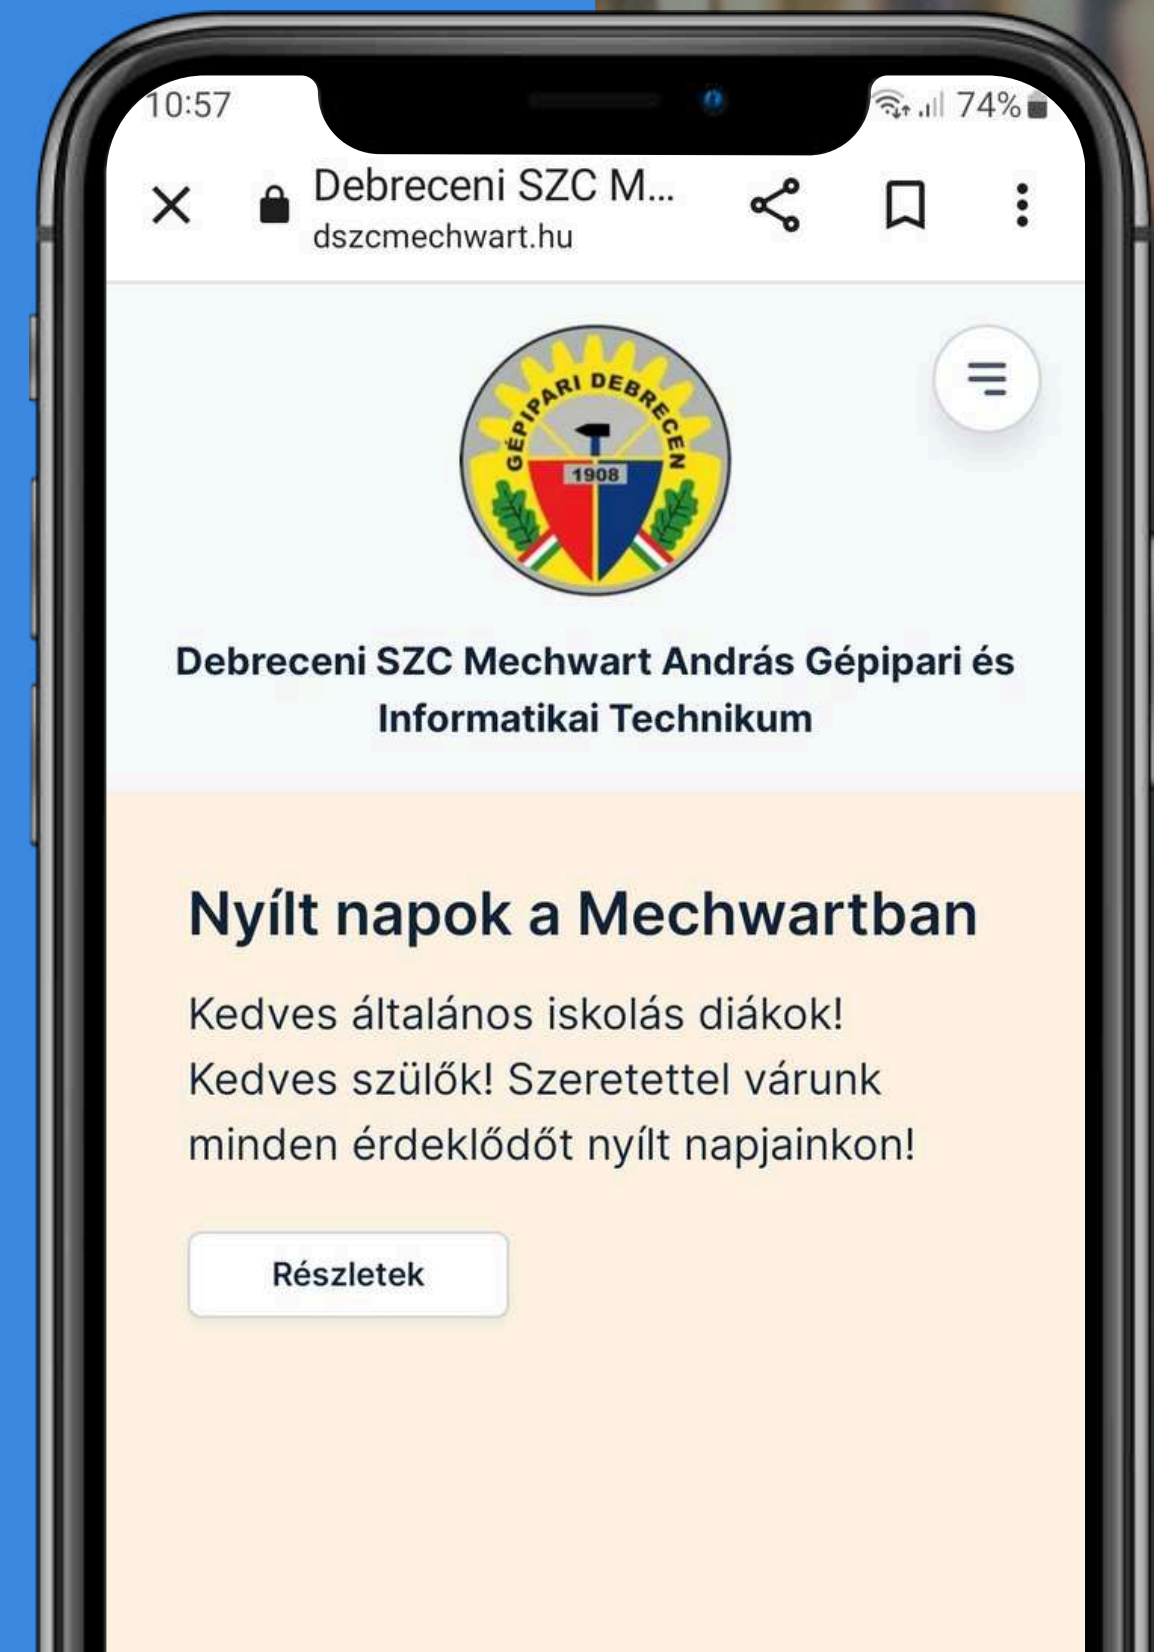 10:57
74%
Debreceni SZC M...
dszcmechwart.hu
GÉPIPARI DEBRECEN
1908
Debreceni SZC Mechwart András Gépipari és
Informatikai Technikum
Nyílt napok a Mechwartban
Kedves általános iskolás diákok!
Kedves szülők! Szeretettel várunk
minden érdeklődőt nyílt napjainkon!
Részletek